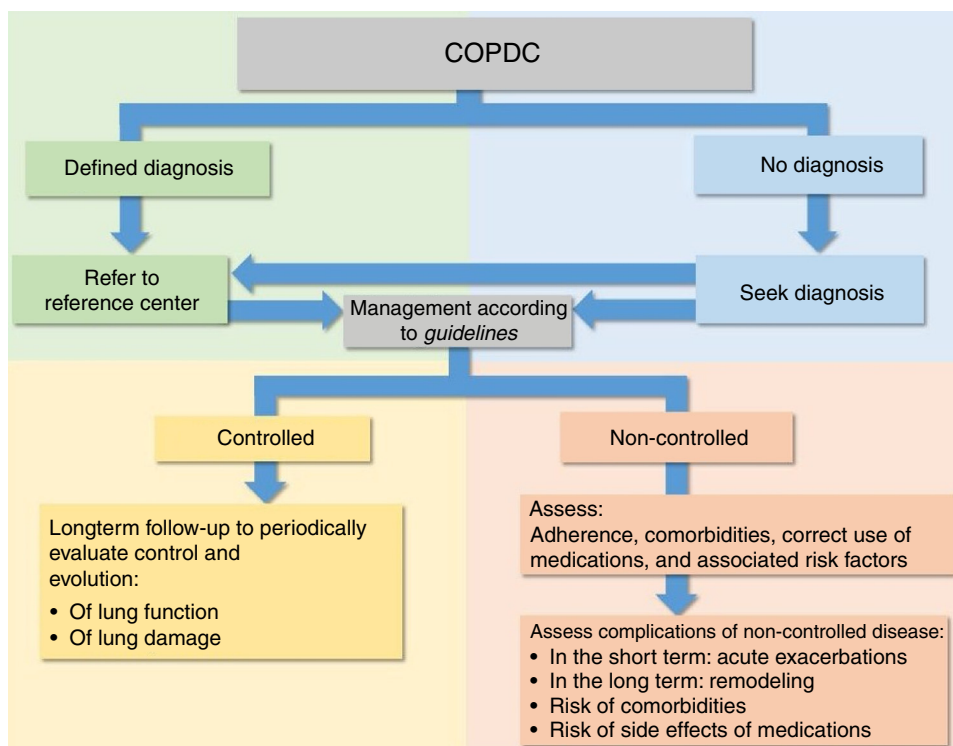 COPDC
Defined diagnosis
No diagnosis
Refer to
reference center
Seek diagnosis
Management according
to guidelines
Controlled
Non-controlled
Longterm follow-up to periodically
evaluate control and
evolution:
• Of lung function
• Of lung damage
Assess:
Adherence, comorbidities, correct use of
medications, and associated risk factors
Assess complications of non-controlled disease:
• In the short term: acute exacerbations
• In the long term: remodeling
• Risk of comorbidities
• Risk of side effects of medications